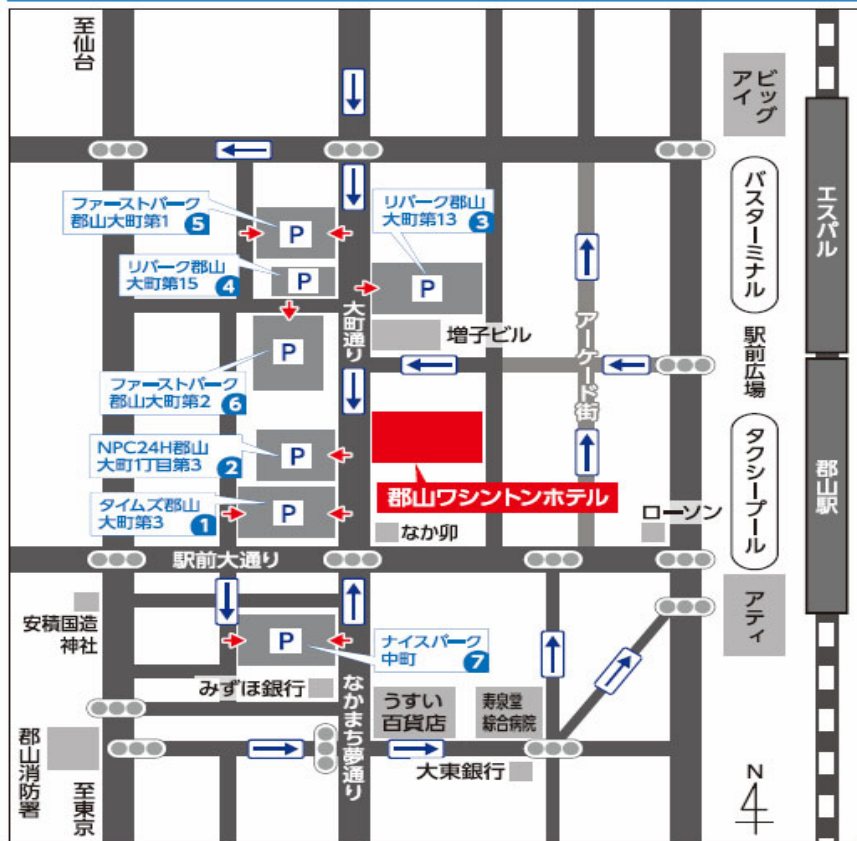 至仙台
ビッグ
アイ
ファーストパーク
郡山大町第1 5
リパーク郡山
大町第13 3
P
P
リパーク郡山
大町第15 4
P
P
バスターミナル
エスパル
大町通り
増子ビル
アーケード街
駅前広場
P
ファーストパーク
郡山大町第2 6
NPC24H郡山
大町1丁目第3 2
P
郡山ワシントンホテル
タクシープール
郡山駅
タイムズ郡山
大町第3 1
P
なか卯
ローソン
駅前大通り
安積国造
神社
アティ
P
ナイスパーク
中町 7
みずほ銀行
なかまち夢通り
うすい
百貨店
寿泉堂
綜合病院
大東銀行
郡山消防署
至東京
N